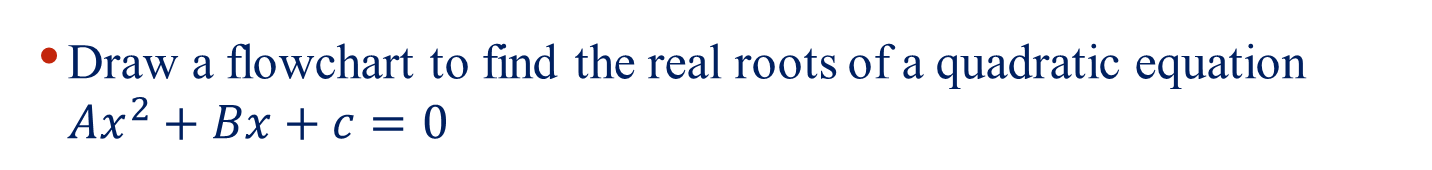 • Draw a flowchart to find the real roots of a quadratic equation
Ax² + Bx + c = 0